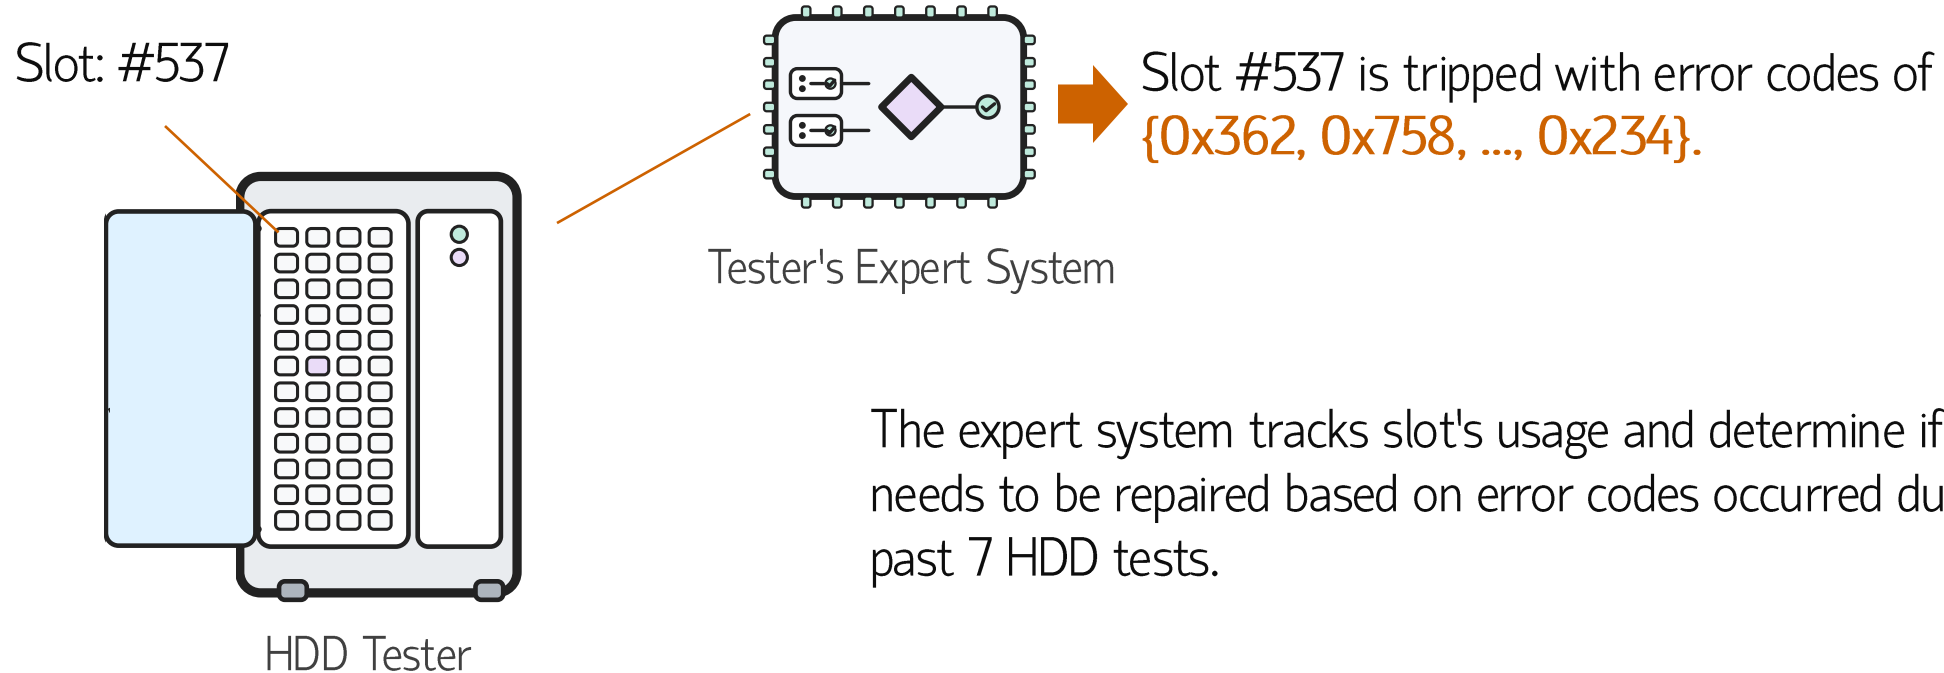 Slot: #537
Slot #537 is tripped with error codes of
{0x362, 0x758, ..., 0x234}.
Tester's Expert System
The expert system tracks slot's usage and determine if
needs to be repaired based on error codes occurred
past 7 HDD tests.
HDD Tester